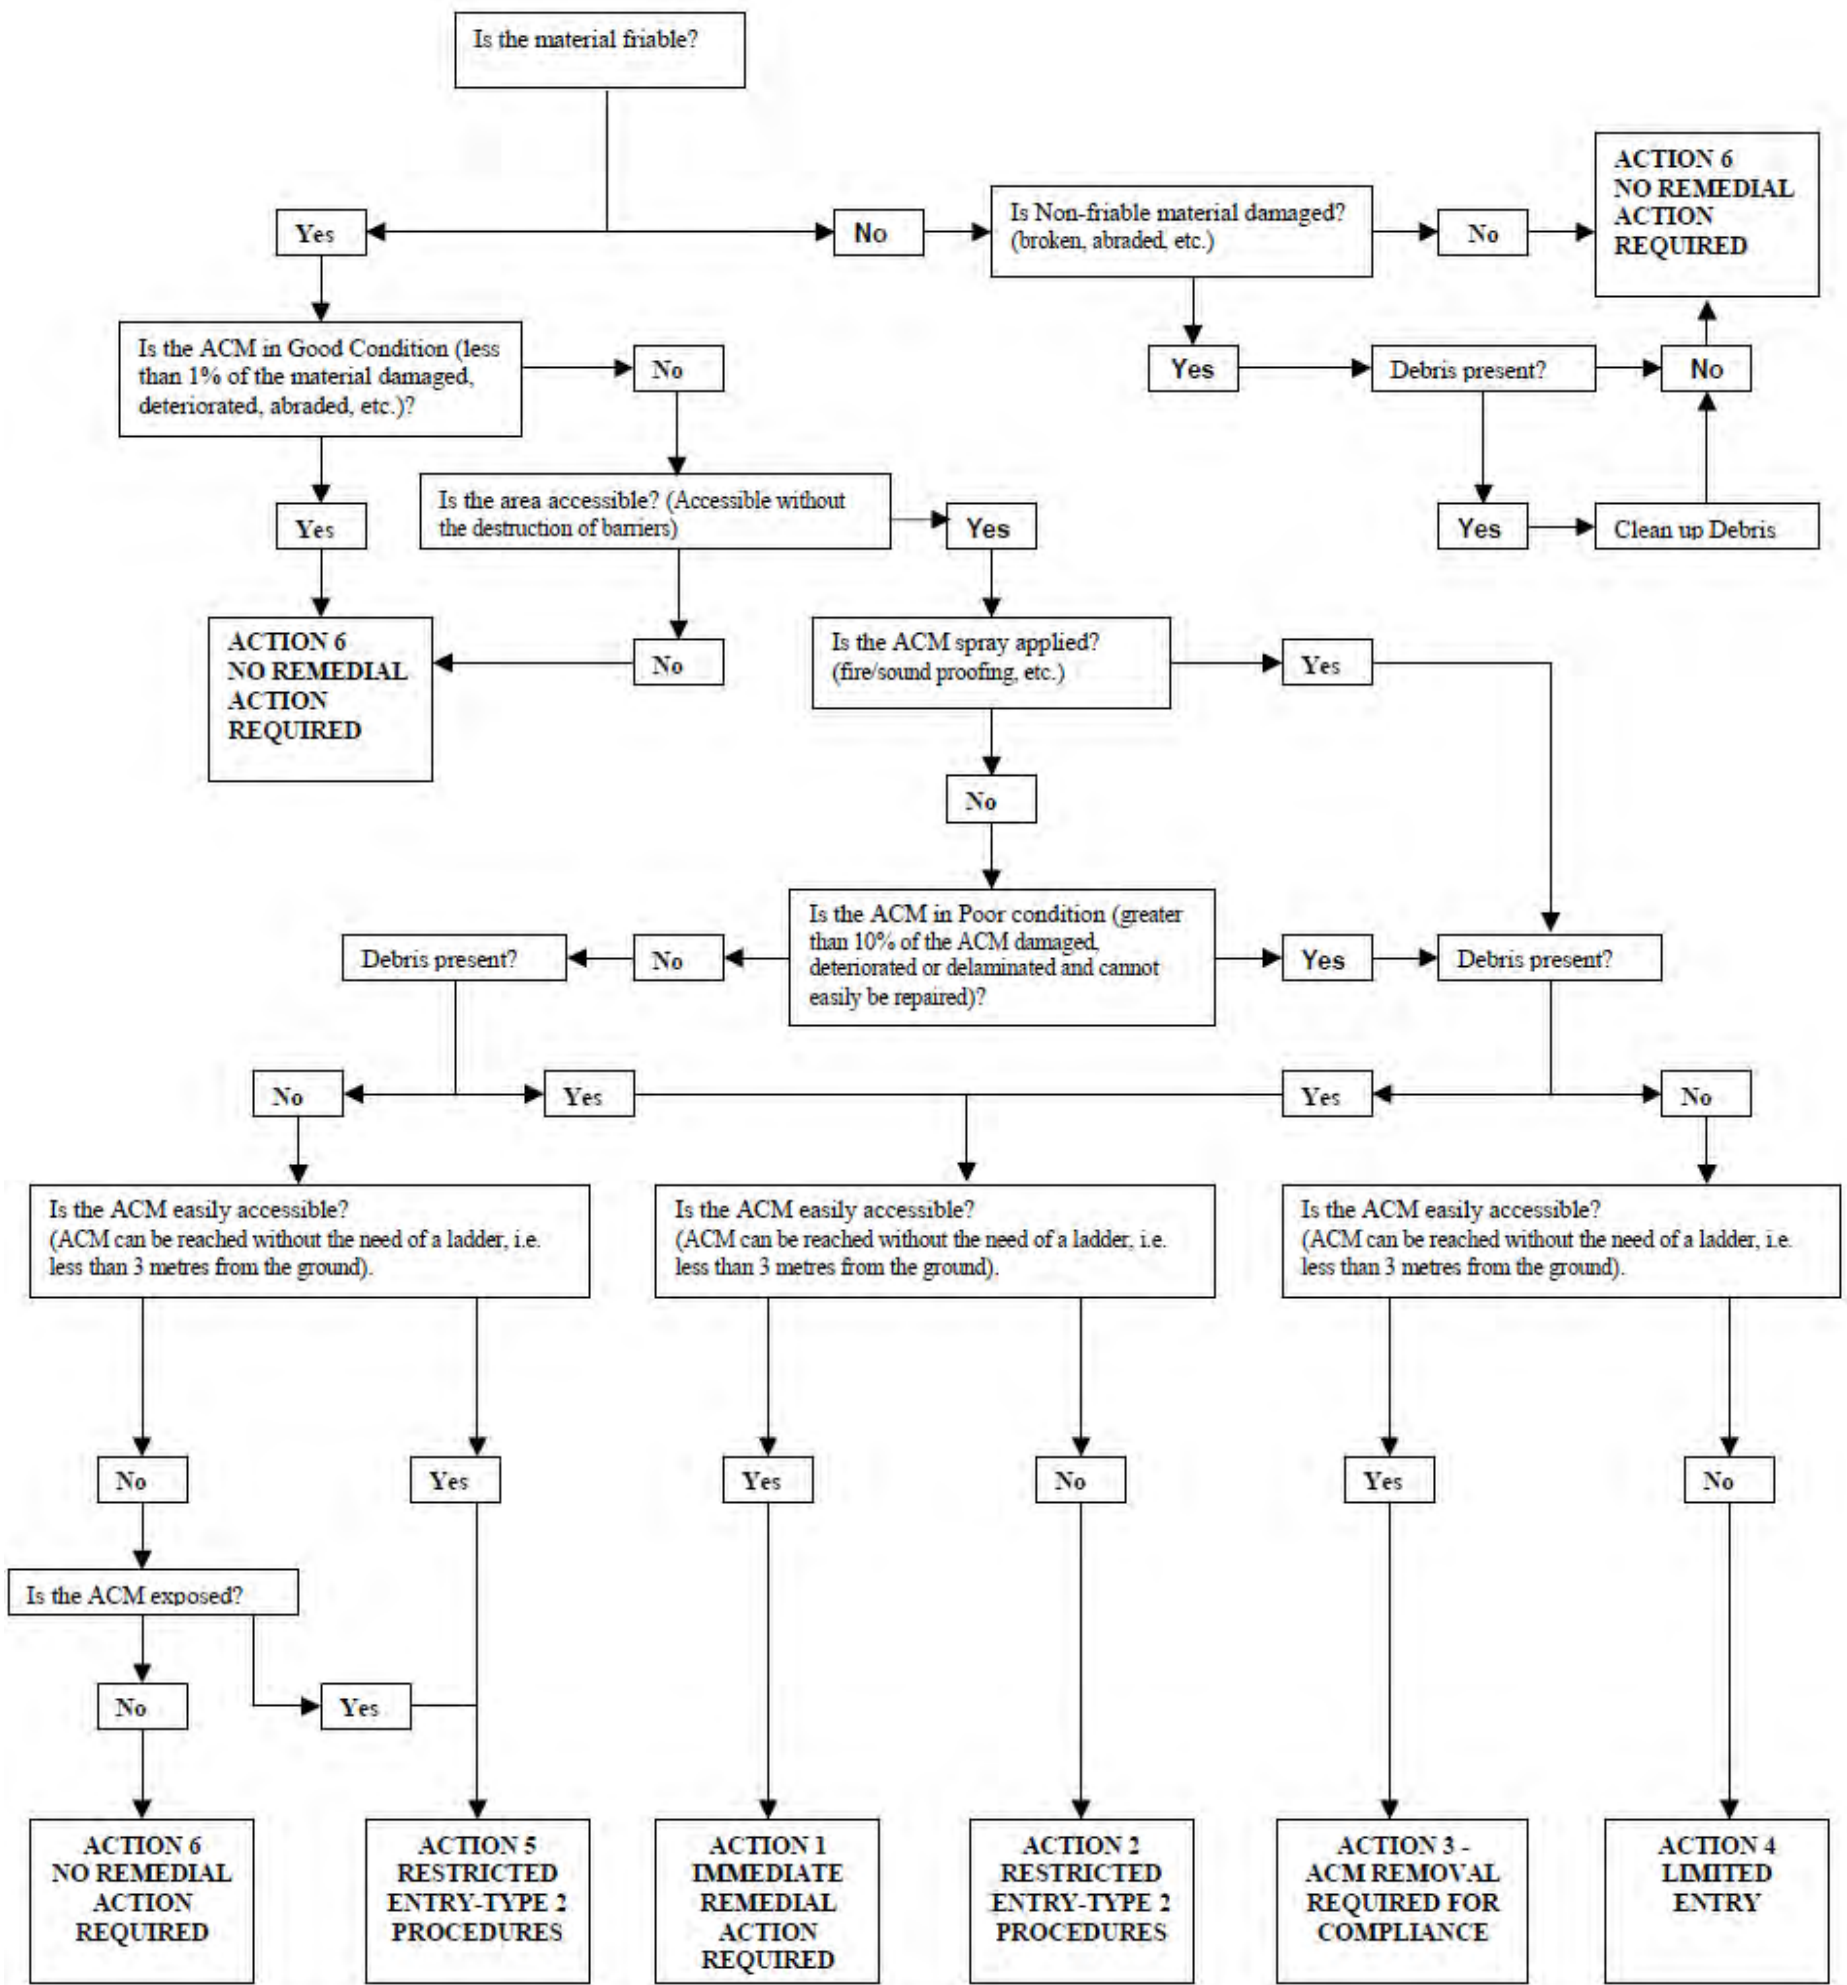 Is the material friable?
ACTION 6
NO REMEDIAL
ACTION
REQUIRED
Yes
No
Is Non-friable material damaged?
(broken, abraded, etc.)
No
Is the ACM in Good Condition (less
than 1% of the material damaged,
deteriorated, abraded, etc.)?
No
Yes
Debris present?
No
Yes
Is the area accessible? (Accessible without
the destruction of barriers)
Yes
Yes
Clean up Debris
ACTION 6
NO REMEDIAL
ACTION
REQUIRED
No
Is the ACM spray applied?
(fire/sound proofing, etc.)
Yes
No
Debris present?
No
Is the ACM in Poor condition (greater
than 10% of the ACM damaged,
deteriorated or delaminated and cannot
easily be repaired)?
Yes
Debris present?
No
Yes
Yes
No
Is the ACM easily accessible?
(ACM can be reached without the need of a ladder, i.e.
less than 3 metres from the ground).
Is the ACM easily accessible?
(ACM can be reached without the need of a ladder, i.e.
less than 3 metres from the ground).
Is the ACM easily accessible?
(ACM can be reached without the need of a ladder, i.e.
less than 3 metres from the ground).
No
Yes
Yes
No
Yes
No
Is the ACM exposed?
No
Yes
ACTION 6
NO REMEDIAL
ACTION
REQUIRED
ACTION 5
RESTRICTED
ENTRY-TYPE 2
PROCEDURES
ACTION 1
IMMEDIATE
REMEDIAL
ACTION
REQUIRED
ACTION 2
RESTRICTED
ENTRY-TYPE 2
PROCEDURES
ACTION 3 -
ACM REMOVAL
REQUIRED FOR
COMPLIANCE
ACTION 4
LIMITED
ENTRY